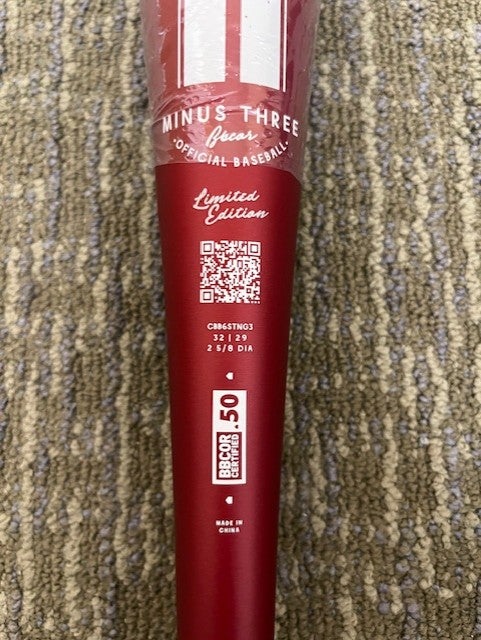 MINUS THREE
Bbcor
-OFFICIAL BASEBALL-
Limited
Edition
CBB6STNG3
32 | 29
2 5/8 DIA
BBCOR
CERTIFIED
.50
MADE IN
CHINA